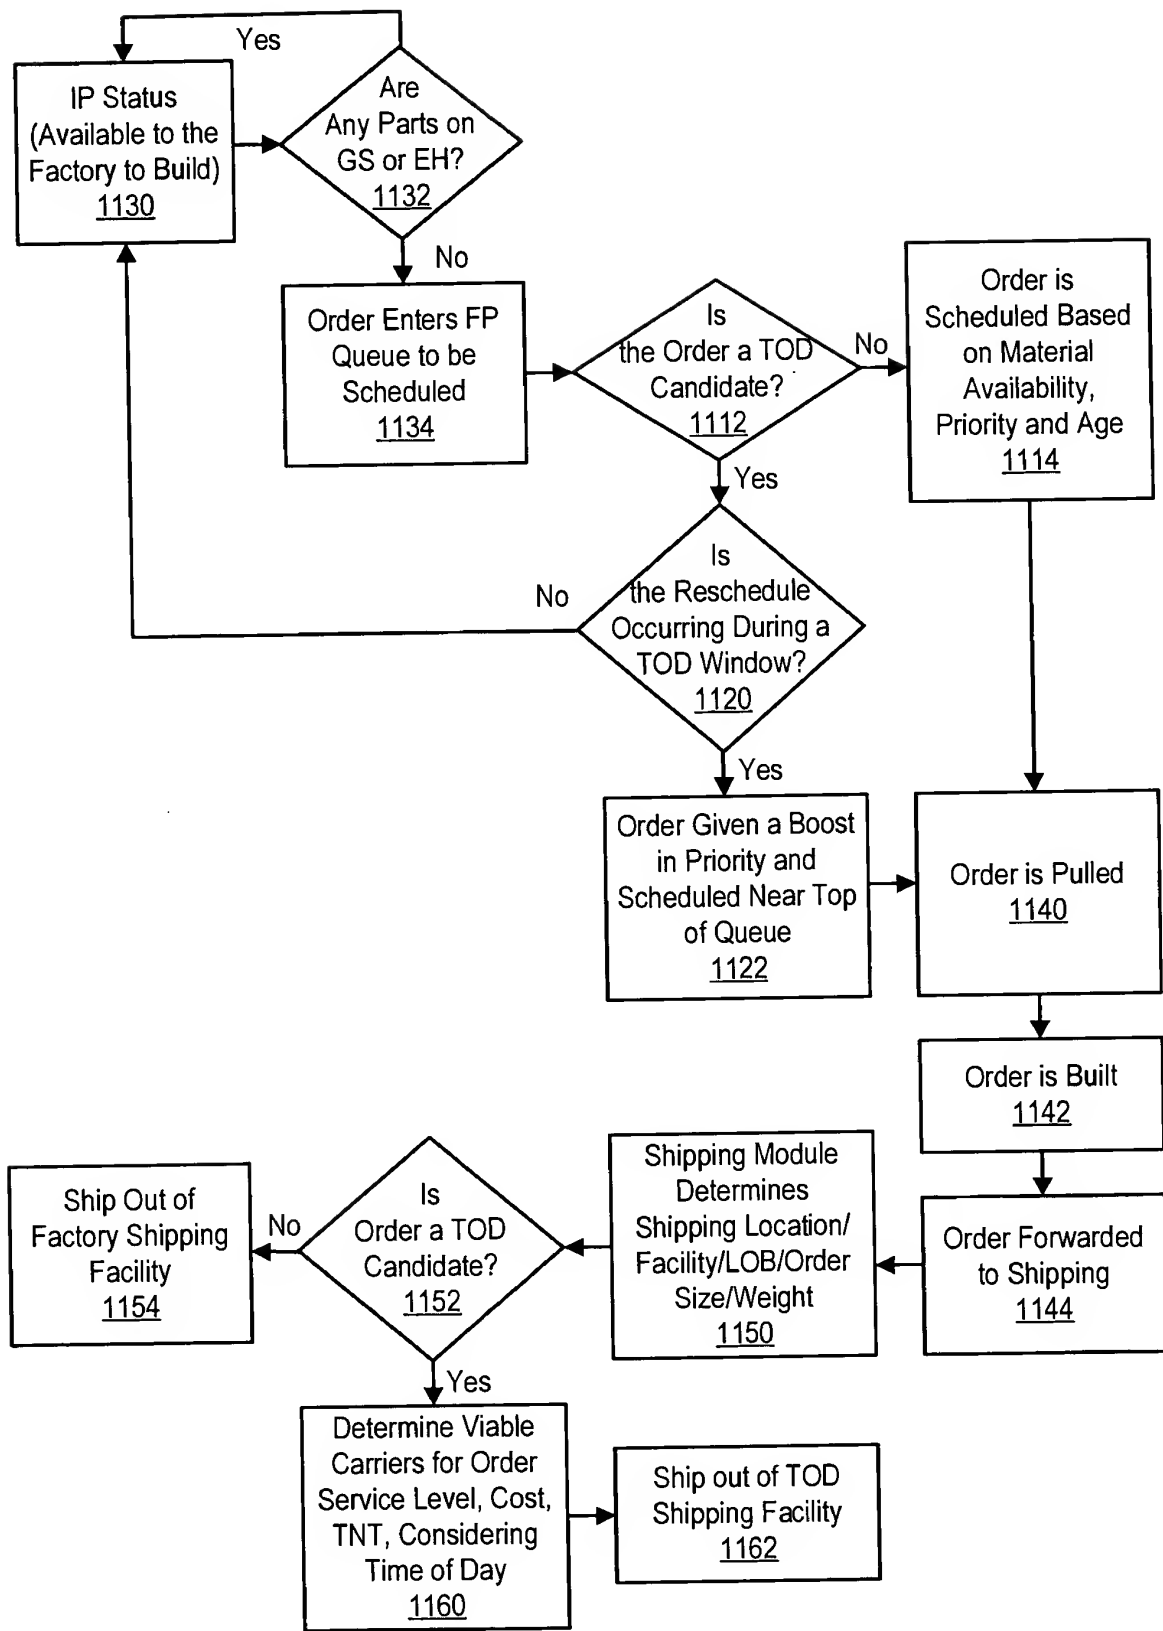 Yes
IP Status
(Available to the
Factory to Build)
1130
Are
Any Parts on
GS or EH?
1132
No
Order Enters FP
Queue to be
Scheduled
1134
Is
the Order a TOD
Candidate?
1112
No
Order is
Scheduled Based
on Material
Availability,
Priority and Age
1114
Yes
Is
the Reschedule
Occurring During a
TOD Window?
1120
No
Yes
Order Given a Boost
in Priority and
Scheduled Near Top
of Queue
1122
Order is Pulled
1140
Order is Built
1142
Order Forwarded
to Shipping
1144
Shipping Module
Determines
Shipping Location/
Facility/LOB/Order
Size/Weight
1150
Is
Order a TOD
Candidate?
1152
No
Ship Out of
Factory Shipping
Facility
1154
Yes
Determine Viable
Carriers for Order
Service Level, Cost,
TNT, Considering
Time of Day
1160
Ship out of TOD
Shipping Facility
1162